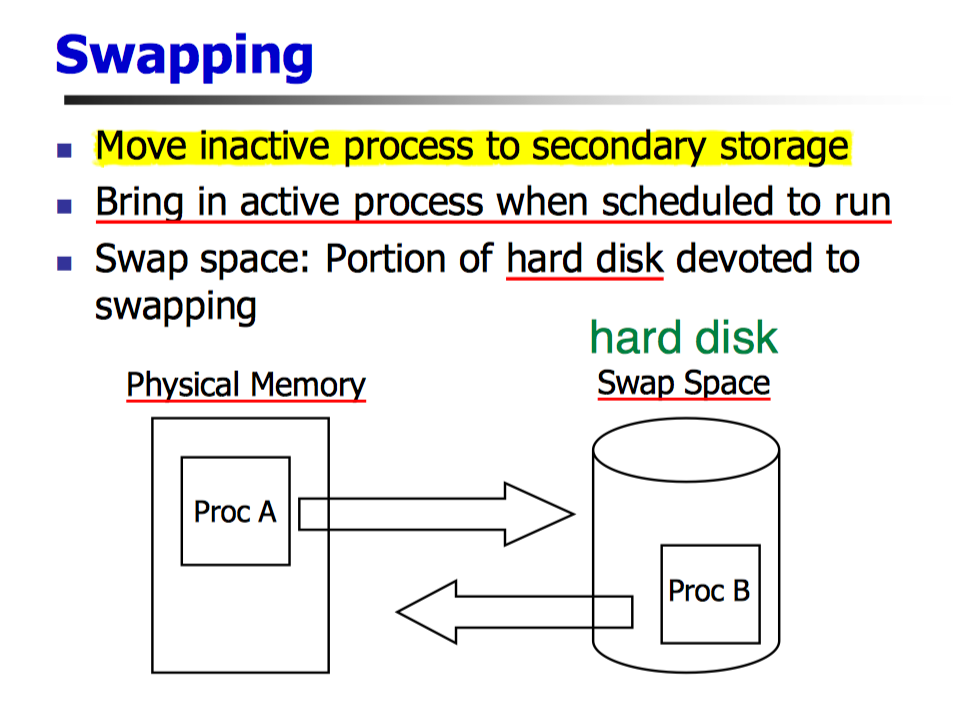 Swapping
Move inactive process to secondary storage
Bring in active process when scheduled to run
Swap space: Portion of hard disk devoted to
swapping
hard disk
Physical Memory
Swap Space
Proc A
Proc B